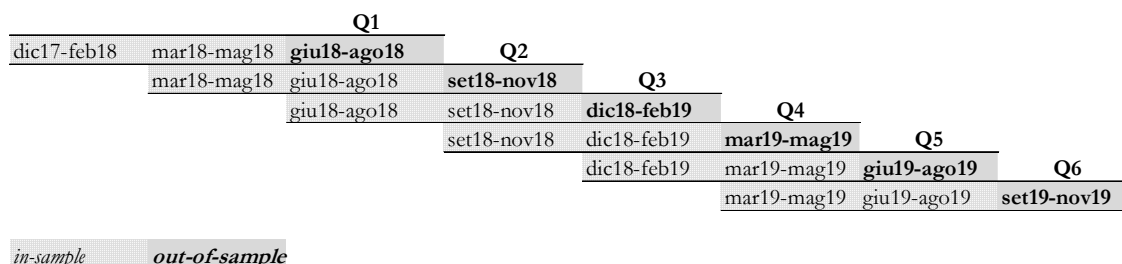 Q1
dic17-feb18 mar18-mag18 giu18-ago18 Q2
mar18-mag18 giu18-ago18 set18-nov18 Q3
giu18-ago18 set18-nov18 dic18-feb19 Q4
set18-nov18 dic18-feb19 mar19-mag19 Q5
dic18-feb19 mar19-mag19 giu19-ago19 Q6
mar19-mag19 giu19-ago19 set19-nov19
in-sample out-of-sample